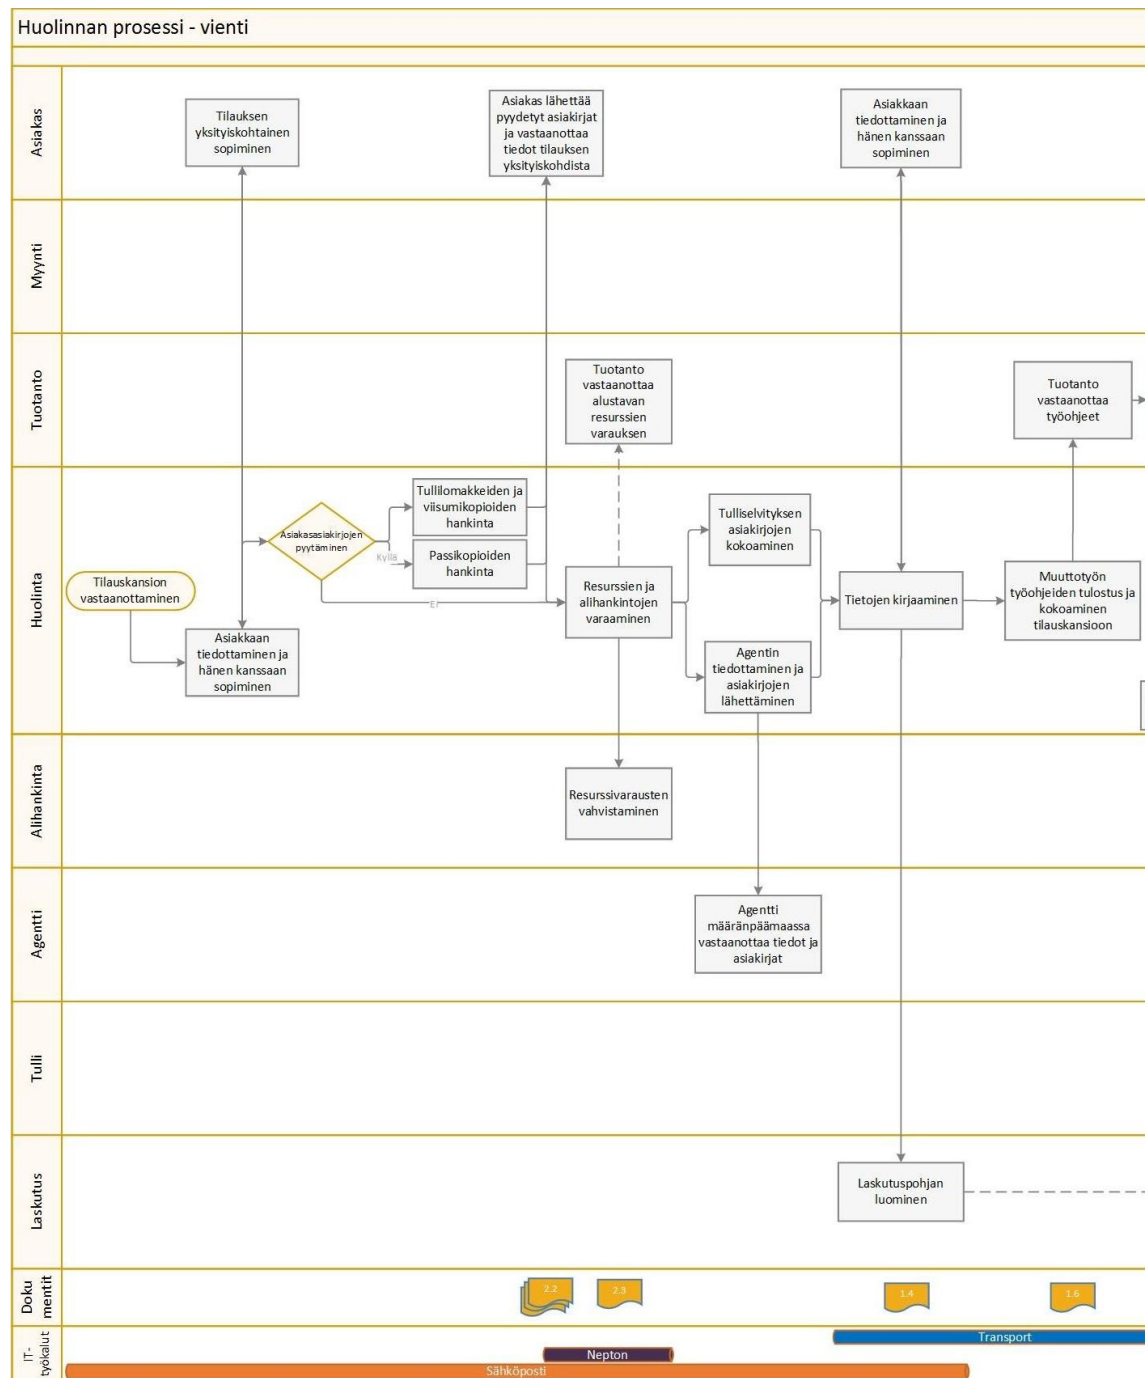 Huolinnan prosessi - vienti
Asiakas
Tilauksen
yksityiskohtainen
sopiminen
Asiakas lähettää
pyydetyt asiakirjat
ja vastaanottaa
tiedot tilauksen
yksityiskohdista
Asiakkaan
tiedottaminen ja
hänen kanssaan
sopiminen
Myynti
Tuotanto
Tuotanto
vastaanottaa
alustavan
resurssien
varauksen
Tuotanto
vastaanottaa
työohjeet
Huolinta
Tilauskansion
vastaanottaminen
Asiakkaan
tiedottaminen ja
hänen kanssaan
sopiminen
Asiakasasiakirjojen
pyytäminen
Kyllä
Ei
Tullilomakkeiden ja
viisumikopioiden
hankinta
Passikopioiden
hankinta
Resurssien ja
alihankintojen
varaaminen
Tulliselvityksen
asiakirjojen
kokoaminen
Agentin
tiedottaminen ja
asiakirjojen
lähettäminen
Tietojen kirjaaminen
Muuttotyön
työohjeiden tulostus ja
kokoaminen
tilauskansioon
Alihankinta
Resurssivarausten
vahvistaminen
Agentti
Agentti
määränpäämaassa
vastaanottaa tiedot ja
asiakirjat
Tulli
Laskutus
Laskutuspohjan
luominen
Doku
mentit
2.2
2.3
1.4
1.6
IT-
työkalut
Transport
Nepton
Sähköposti